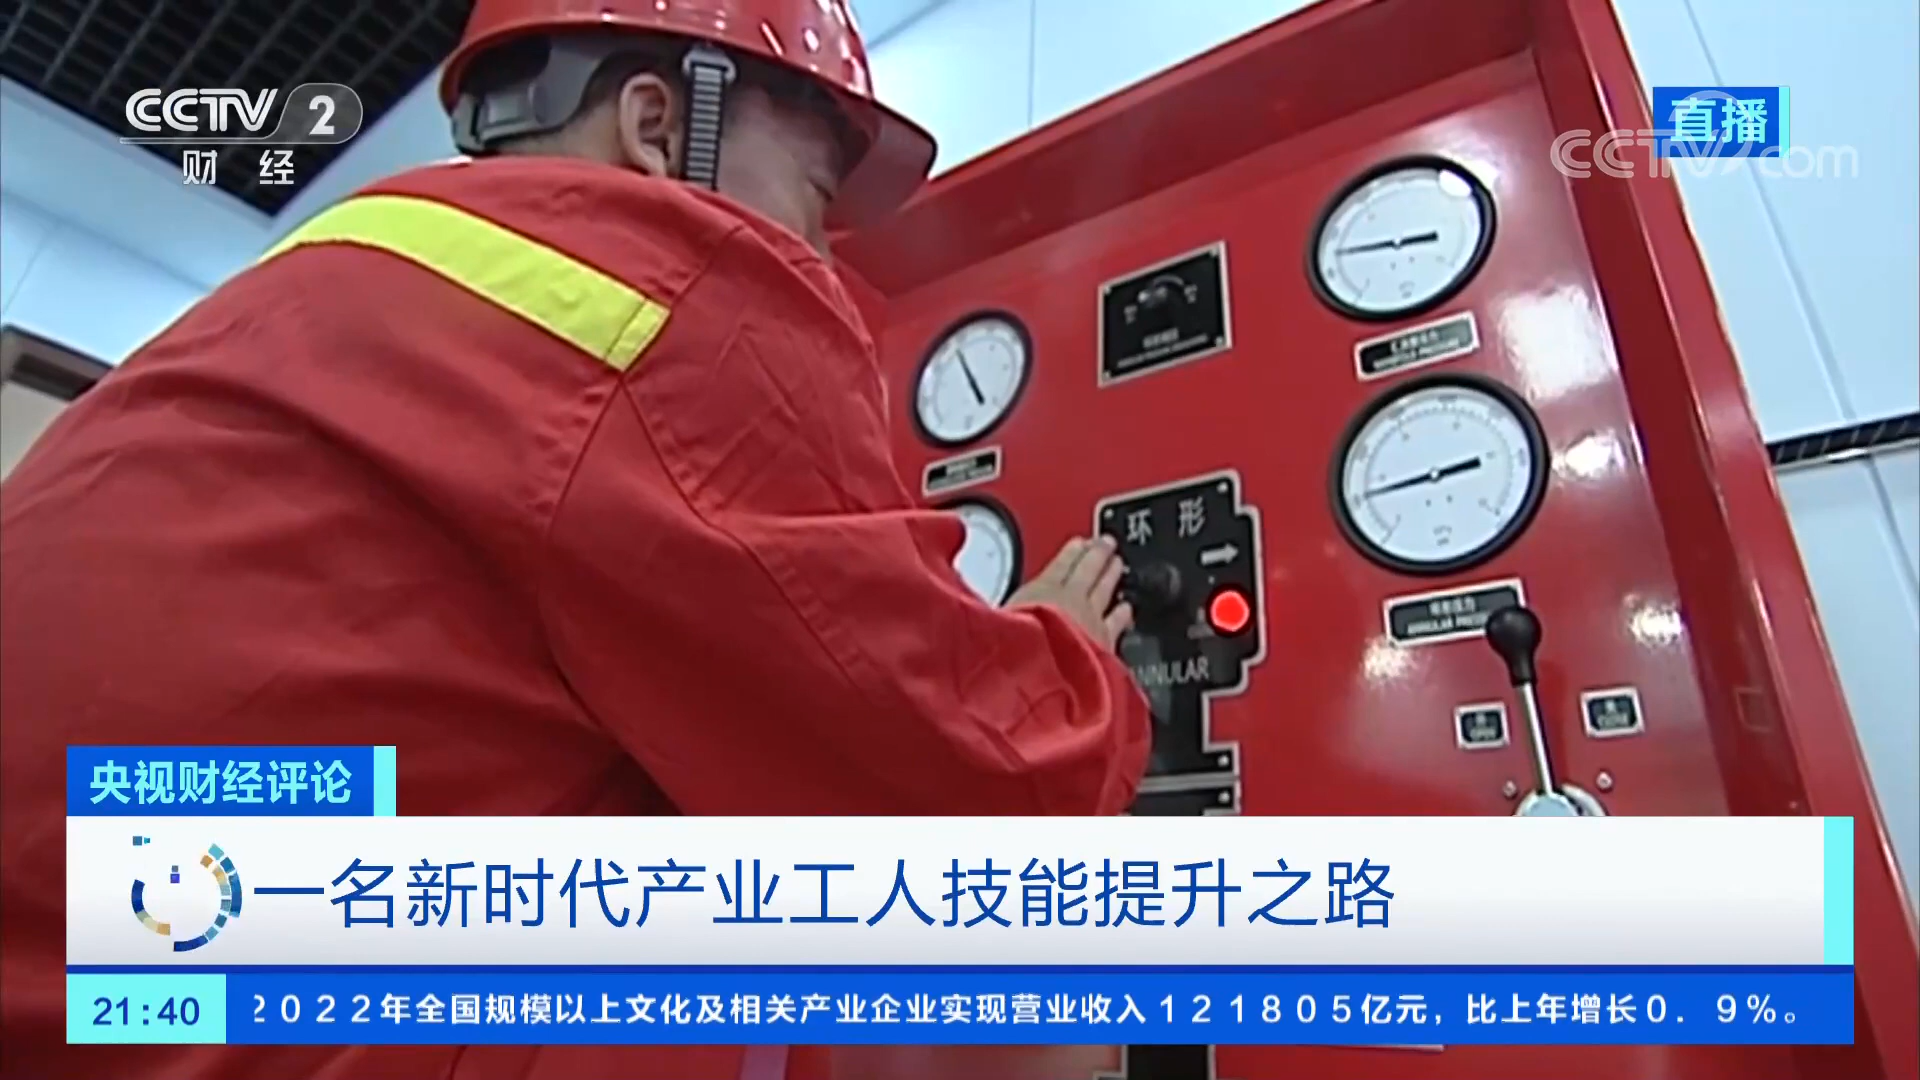 CCTV 2
财 经
直播
CCTV.com
环 形
ANNULAR
OPEN
CLOSE
央视财经评论
一名新时代产业工人技能提升之路
21:40
2022年全国规模以上文化及相关产业企业实现营业收入121805亿元，比上年增长0.9%。